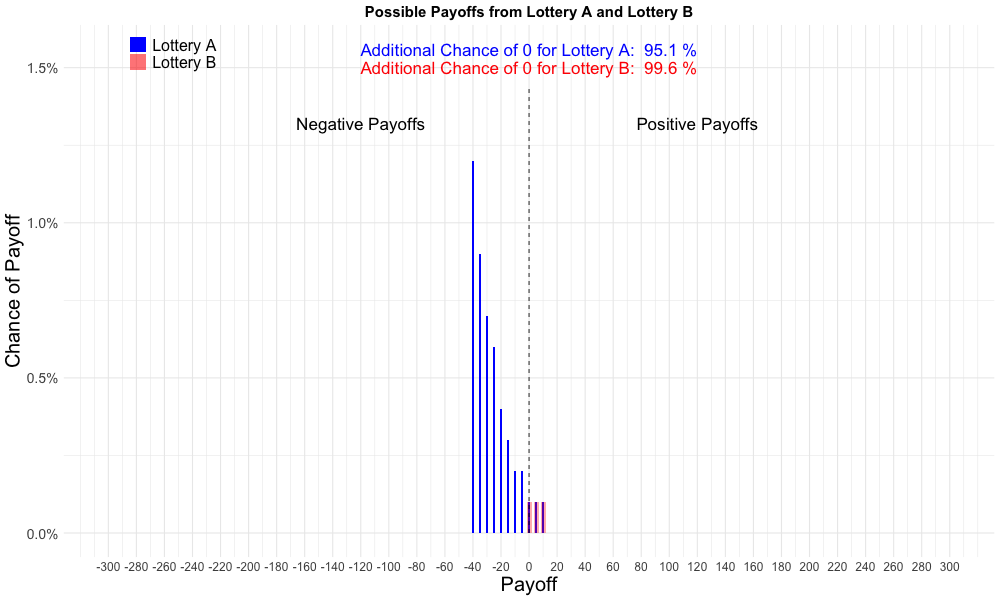 Possible Payoffs from Lottery A and Lottery B
Lottery A
Lottery B
Additional Chance of 0 for Lottery A: 95.1 %
Additional Chance of 0 for Lottery B: 99.6 %
Negative Payoffs
Positive Payoffs
Chance of Payoff
1.5%
1.0%
0.5%
0.0%
-300 -280 -260 -240 -220 -200 -180 -160 -140 -120 -100 -80 -60 -40 -20 0 20 40 60 80 100 120 140 160 180 200 220 240 260 280 300
Payoff